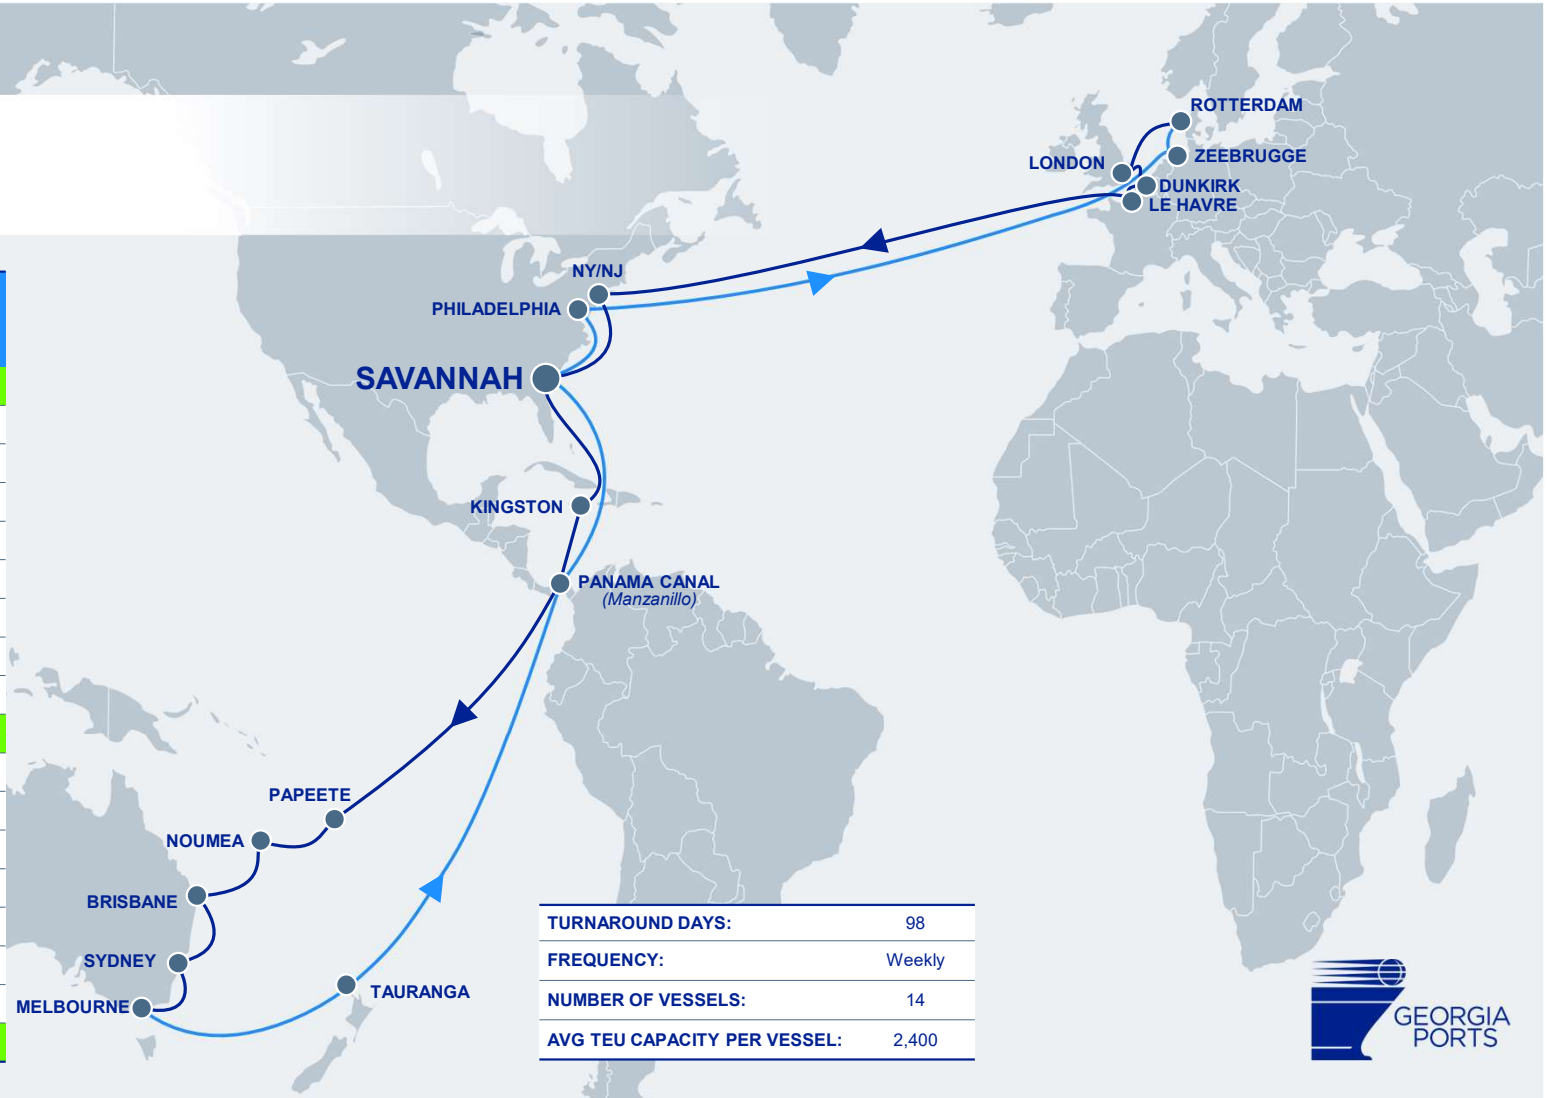 ROTTERDAM
LONDON
ZEEBRUGGE
DUNKIRK
LE HAVRE
NY/NJ
PHILADELPHIA
SAVANNAH
KINGSTON
PANAMA CANAL
(Manzanillo)
PAPEETE
NOUMEA
BRISBANE
SYDNEY
MELBOURNE
TAURANGA
TURNAROUND DAYS: 98
FREQUENCY: Weekly
NUMBER OF VESSELS: 14
AVG TEU CAPACITY PER VESSEL: 2,400
GEORGIA
PORTS